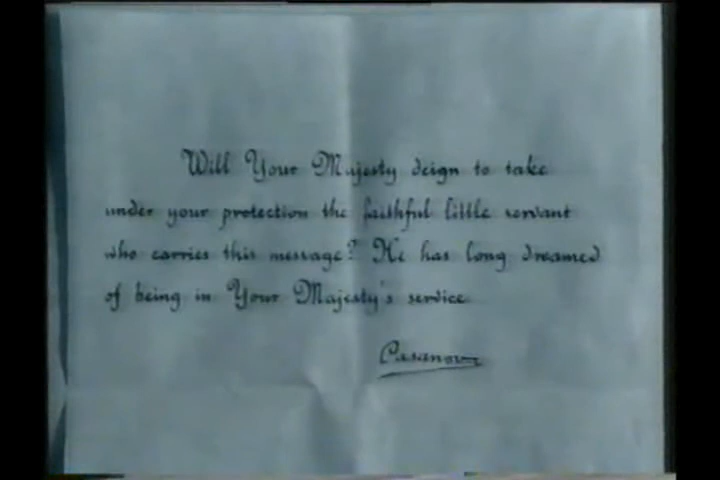 Will Your Majesty deign to take
under your protection the faithful little servant
who carries this message? He has long dreamed
of being in Your Majesty's service
Casanova